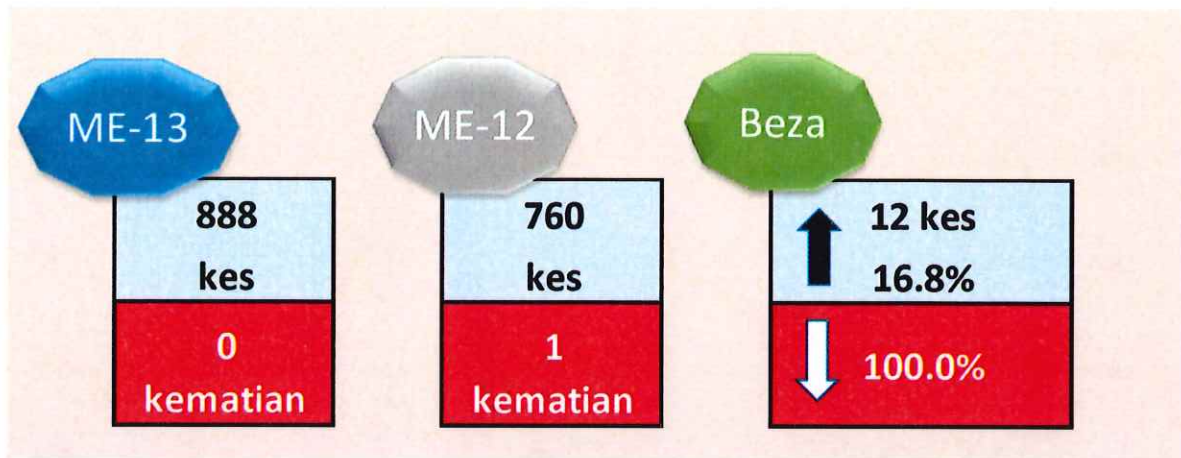 ME-13
888
kes
0
kematian
ME-12
760
kes
1
kematian
Beza
12 kes
16.8%
100.0%